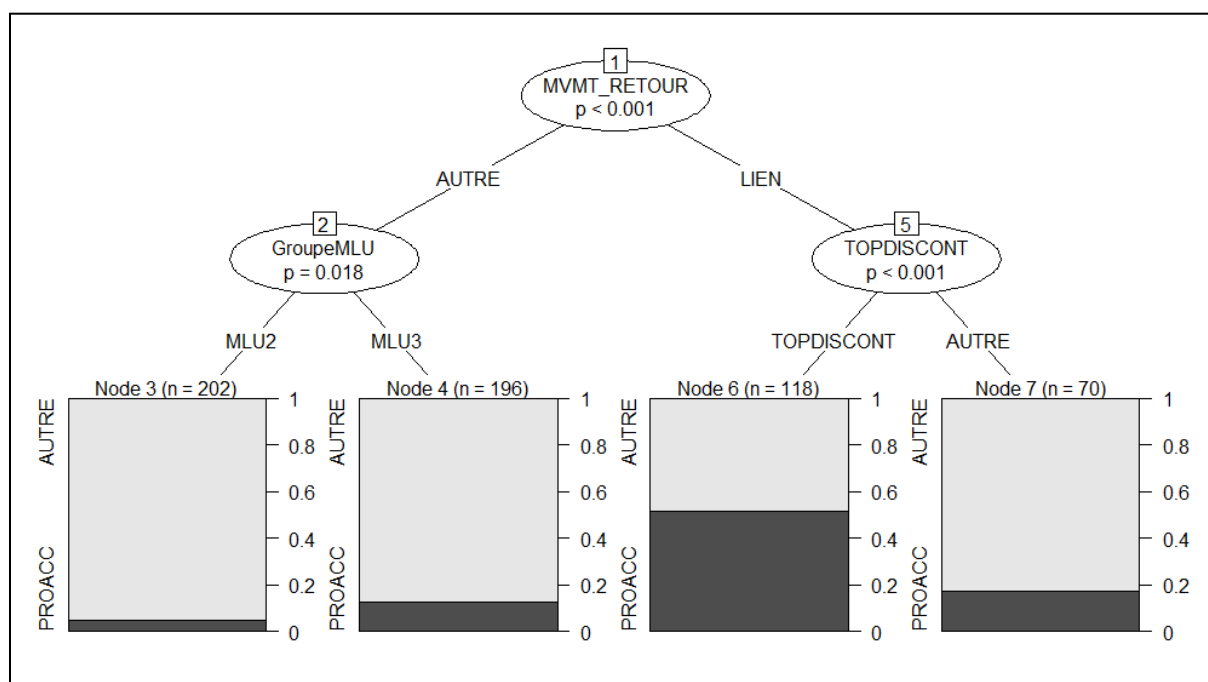 1
MVMT_RETOUR
p < 0.001
AUTRE
LIEN
2
GroupeMLU
p = 0.018
5
TOPDISCONT
p < 0.001
MLU2
MLU3
TOPDISCONT
AUTRE
Node 3 (n = 202)
AUTRE
PROACC
1
0.8
0.6
0.4
0.2
0
Node 4 (n = 196)
AUTRE
PROACC
1
0.8
0.6
0.4
0.2
0
Node 6 (n = 118)
AUTRE
PROACC
1
0.8
0.6
0.4
0.2
0
Node 7 (n = 70)
AUTRE
PROACC
1
0.8
0.6
0.4
0.2
0